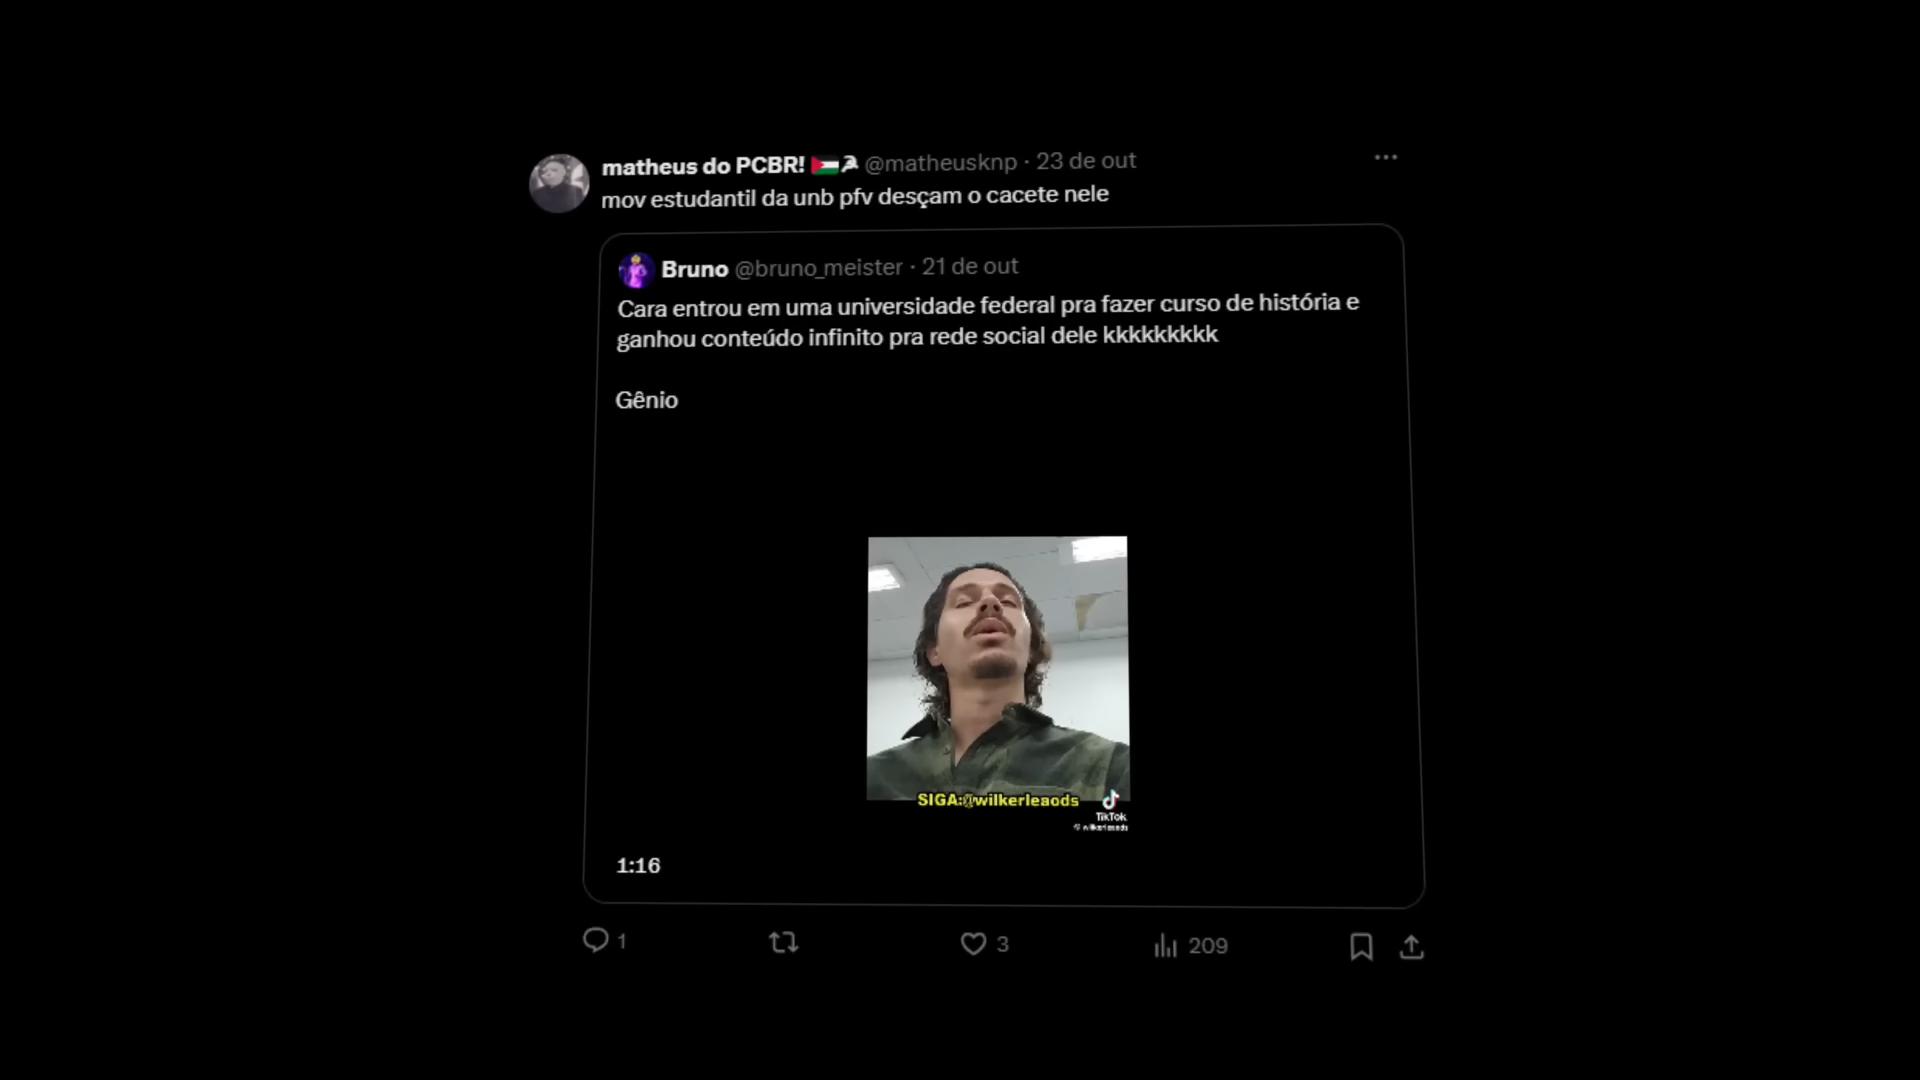 matheus do PCBR! 🇵🇸☭ @matheusknp · 23 de out
mov estudantil da unb pfv desçam o cacete nele
Bruno @bruno_meister · 21 de out
Cara entrou em uma universidade federal pra fazer curso de história e
ganhou conteúdo infinito pra rede social dele kkkkkkkkk
Gênio
SIGA:@wilkerleaods
TikTok
@wilkerleaods
1:16
1
3
209